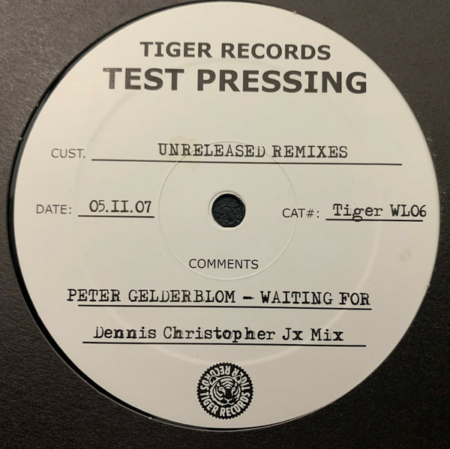 TIGER RECORDS
TEST PRESSING
CUST. UNRELEASED REMIXES
DATE: 05.II.07 CAT#: Tiger WL06
COMMENTS
PETER GELDERBLOM - WAITING FOR
Dennis Christopher Jx Mix
TIGER RECORDS TIGER RECORDS